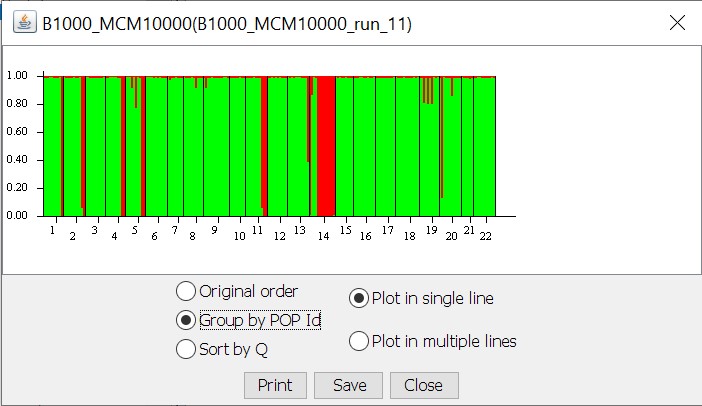 B1000_MCM10000(B1000_MCM10000_run_11)
1.00
0.80
0.60
0.40
0.20
0.00
1 2 3 4 5 6 7 8 9 10 11 12 13 14 15 16 17 18 19 20 21 22
Original order
Group by POP Id
Sort by Q
Plot in single line
Plot in multiple lines
Print Save Close